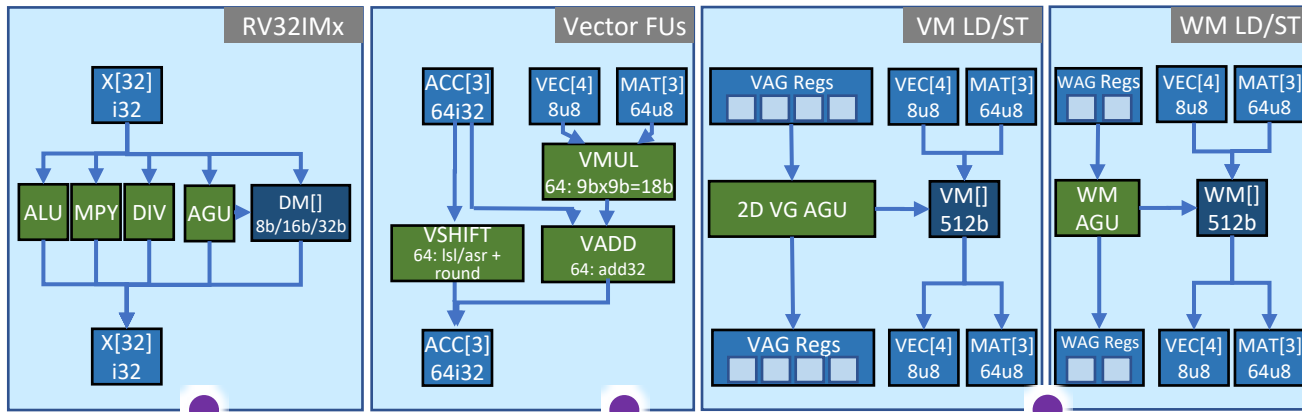 RV32IMx
X[32]
i32
ALU
MPY
DIV
AGU
DM[]
8b/16b/32b
X[32]
i32
Vector FUs
ACC[3]
64i32
VEC[4]
8u8
MAT[3]
64u8
VMUL
64: 9bx9b=18b
VSHIFT
64: lsl/asr +
round
VADD
64: add32
ACC[3]
64i32
VM LD/ST
VAG Regs
VEC[4]
8u8
MAT[3]
64u8
2D VG AGU
VM[]
512b
VAG Regs
VEC[4]
8u8
MAT[3]
64u8
WM LD/ST
WAG Regs
VEC[4]
8u8
MAT[3]
64u8
WM
AGU
WM[]
512b
WAG Regs
VEC[4]
8u8
MAT[3]
64u8